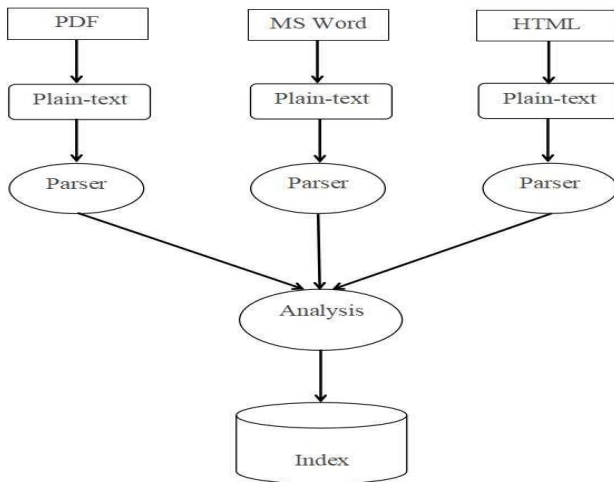 PDF
MS Word
HTML
Plain-text
Plain-text
Plain-text
Parser
Parser
Parser
Analysis
Index